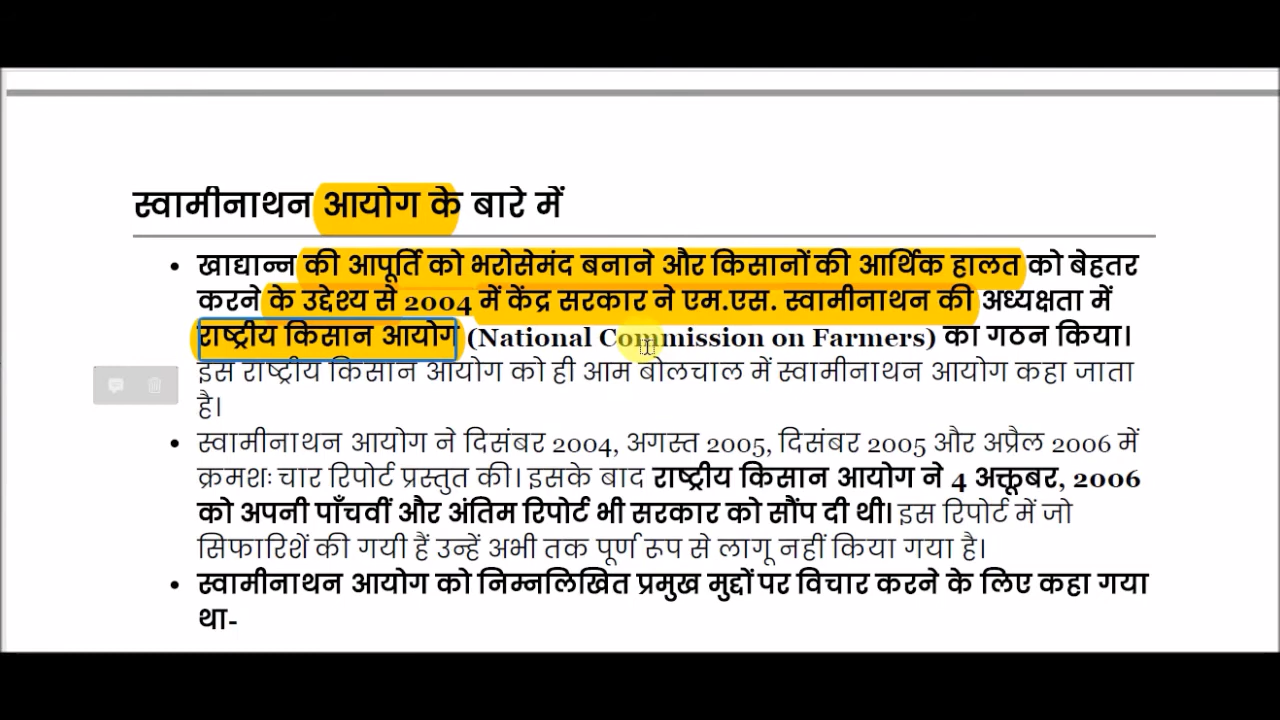 स्वामीनाथन आयोग के बारे में
• खाद्यान्न की आपूर्ति को भरोसेमंद बनाने और किसानों की आर्थिक हालत को बेहतर
करने के उद्देश्य से 2004 में केंद्र सरकार ने एम.एस. स्वामीनाथन की अध्यक्षता में
राष्ट्रीय किसान आयोग (National Commission on Farmers) का गठन किया।
इस राष्ट्रीय किसान आयोग को ही आम बोलचाल में स्वामीनाथन आयोग कहा जाता
है।
• स्वामीनाथन आयोग ने दिसंबर 2004, अगस्त 2005, दिसंबर 2005 और अप्रैल 2006 में
क्रमशः चार रिपोर्ट प्रस्तुत की। इसके बाद राष्ट्रीय किसान आयोग ने 4 अक्तूबर, 2006
को अपनी पाँचवीं और अंतिम रिपोर्ट भी सरकार को सौंप दी थी। इस रिपोर्ट में जो
सिफारिशें की गयी हैं उन्हें अभी तक पूर्ण रूप से लागू नहीं किया गया है।
• स्वामीनाथन आयोग को निम्नलिखित प्रमुख मुद्दों पर विचार करने के लिए कहा गया
था-